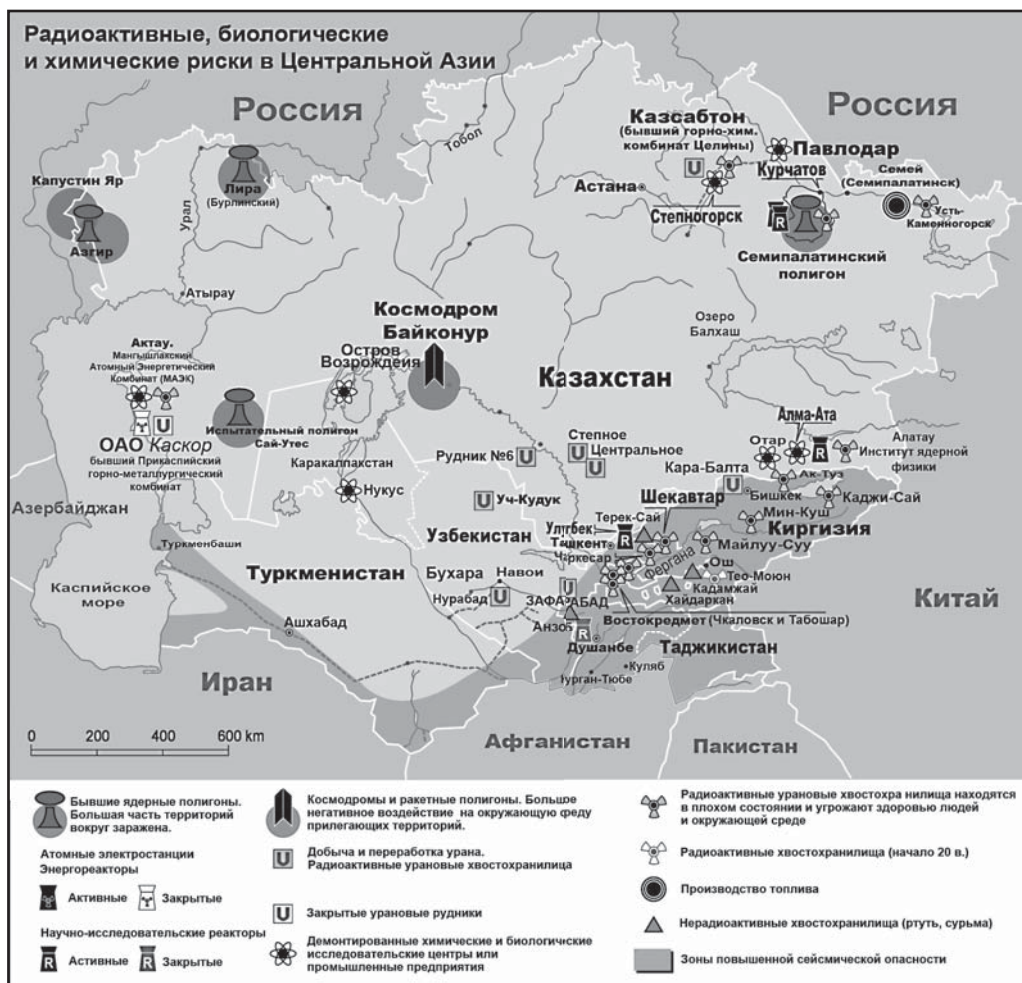 Радиоактивные, биологические
и химические риски в Центральной Азии
Россия
Россия
Тобол
Казсабтон
(бывший горно-хим.
комбинат Целины)
U
Павлодар
Курчатов
Семей
(Семипалатинск)
Астана
Степногорск
R
Усть-
Каменногорск
Семипалатинский
полигон
Капустин Яр
Лира
(Бурлинский)
Урал
Азгир
Атырау
Космодром
Байконур
Озеро
Балхаш
Актау.
Мангышлакский
Атомный Энергетический
Комбинат (МАЭК)
U
ОАО Каскор
бывший Прикаспийский
горно-металлургический
комбинат
Остров
Возрождеия
Казахстан
Испытательный полигон
Сай-Утес
Каракалпакстан
Нукус
Рудник №6
U
Степное
U
Центральное
U
Алма-Ата
Отар
R
Алатау
Институт ядерной
физики
Кара-Балта
U
Ак-Туз
Бишкек
Каджи-Сай
Уч-Кудук
U
Шекавтар
Мин-Куш
Киргизия
Азербайджан
Узбекистан
Улугбек
Терек-Сай
R
Ташкент
Чаркесар
Майлуу-Суу
Фергана
Ош
Тео-Моюн
Кадамжай
Хайдаркан
Туркменбаши
Туркменистан
Бухара
Навои
Нурабад
U
U
ЗАФАРАБАД
Востокредмет (Чкаловск и Табошар)
Китай
Каспийское
море
Анзоб
R
Душанбе
Таджикистан
Ашхабад
Куляб
Курган-Тюбе
Иран
Афганистан
Пакистан
0 200 400 600 km
Бывшие ядерные полигоны.
Большая часть территорий
вокруг заражена.
Атомные электростанции
Энергореакторы
Активные
Закрытые
Научно-исследовательские реакторы
R Активные
R Закрытые
Космодромы и ракетные полигоны. Большое
негативное воздействие на окружающую феду
прилегающих территорий.
U Добыча и переработка урана.
Радиоактивные урановые хвостохранилица
U Закрытые урановые рудники
Демонтированные химические и биологические
исследовательские центры или
промышленные предприятия
Радиоактивные урановые хвостохра нилища находятся
в плохом состоянии и угрожают здоровью людей
и окружающей среде
Радиоактивные хвостохранилища (начало 20 в.)
Производство топлива
Нерадиоактивные хвостохранилища (ртуть, сурьма)
Зоны повышенной сейсмической опасности